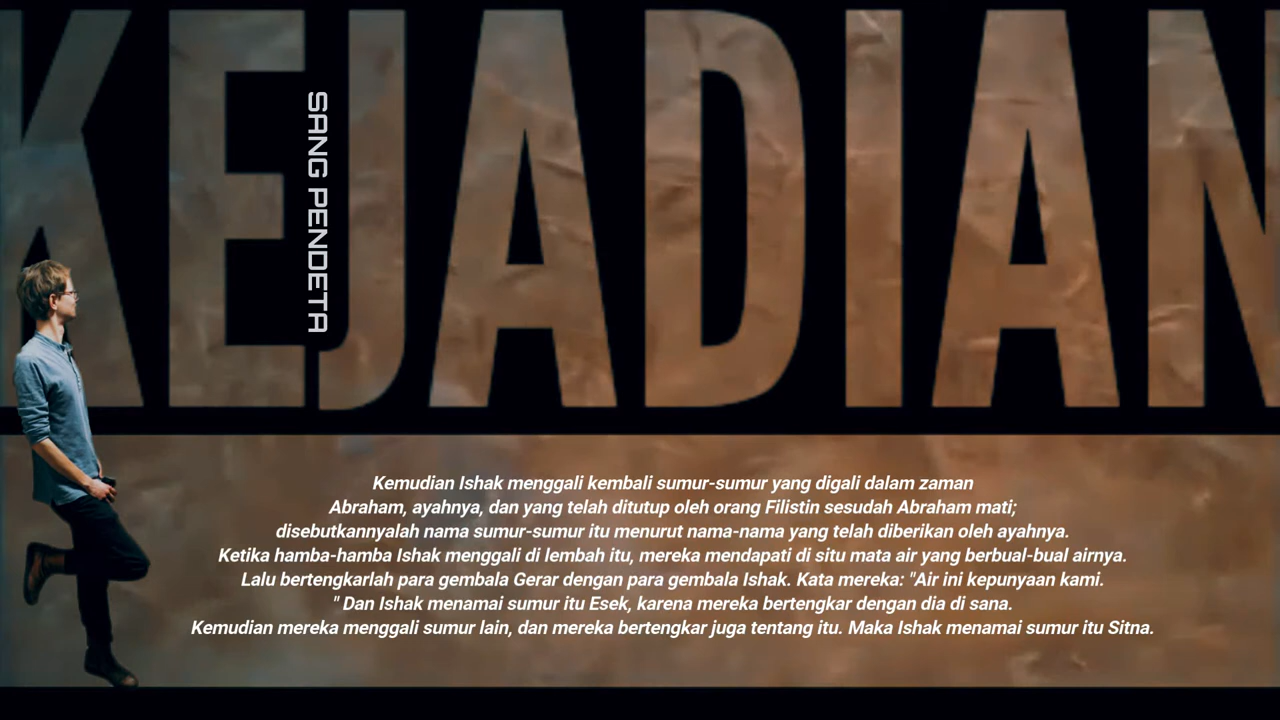 KEJADIAN
SANG PENDETA
Kemudian Ishak menggali kembali sumur-sumur yang digali dalam zaman
Abraham, ayahnya, dan yang telah ditutup oleh orang Filistin sesudah Abraham mati;
disebutkannyalah nama sumur-sumur itu menurut nama-nama yang telah diberikan oleh ayahnya.
Ketika hamba-hamba Ishak menggali di lembah itu, mereka mendapati di situ mata air yang berbual-bual airnya.
Lalu bertengkarlah para gembala Gerar dengan para gembala Ishak. Kata mereka: "Air ini kepunyaan kami.
" Dan Ishak menamai sumur itu Esek, karena mereka bertengkar dengan dia di sana.
Kemudian mereka menggali sumur lain, dan mereka bertengkar juga tentang itu. Maka Ishak menamai sumur itu Sitna.